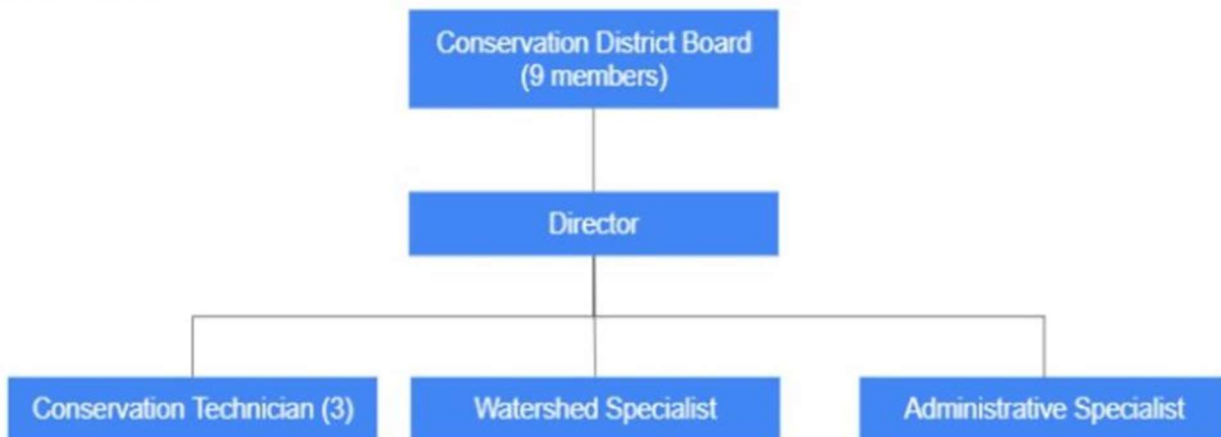 Conservation District Board
(9 members)
Director
Conservation Technician (3)
Watershed Specialist
Administrative Specialist